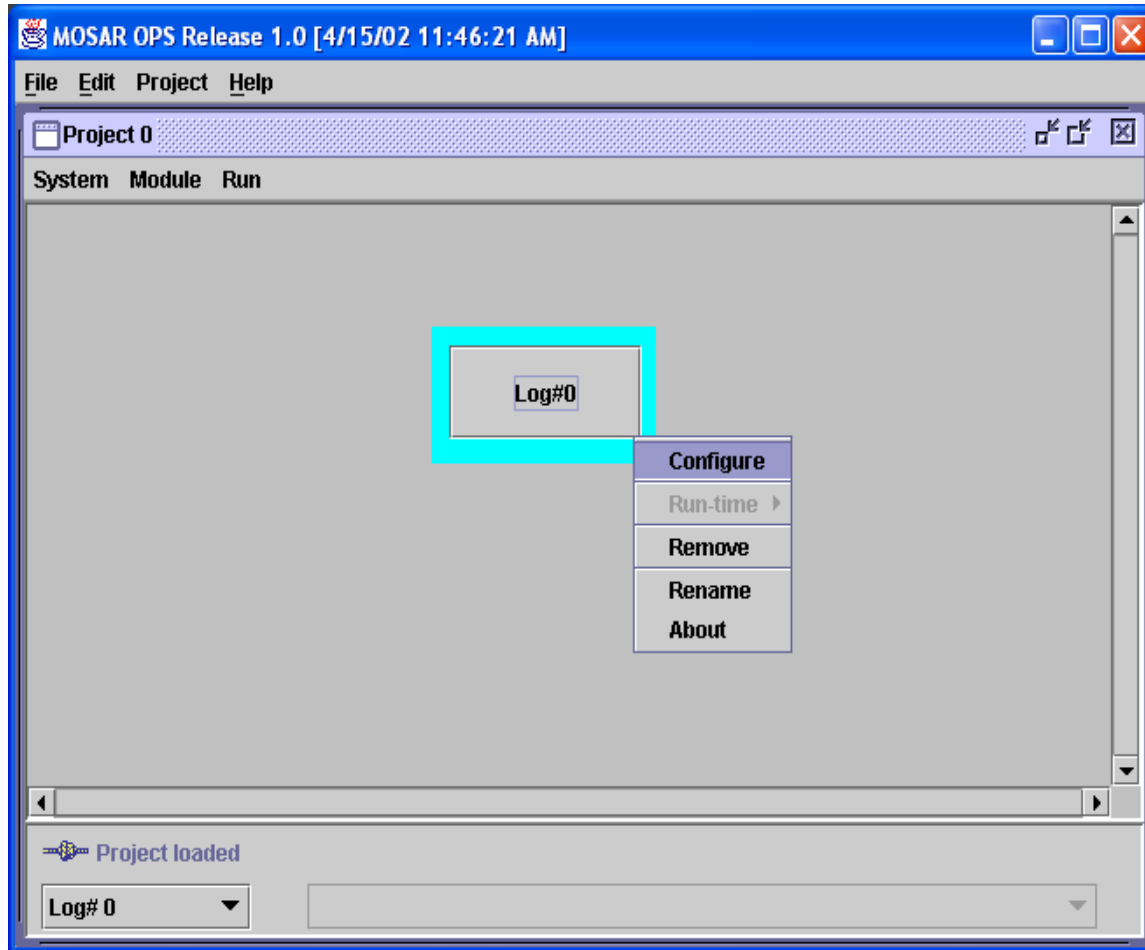 MOSAR OPS Release 1.0 [4/15/02 11:46:21 AM]
File Edit Project Help
Project 0
System Module Run
Log#0
Configure
Run-time
Remove
Rename
About
Project loaded
Log# 0